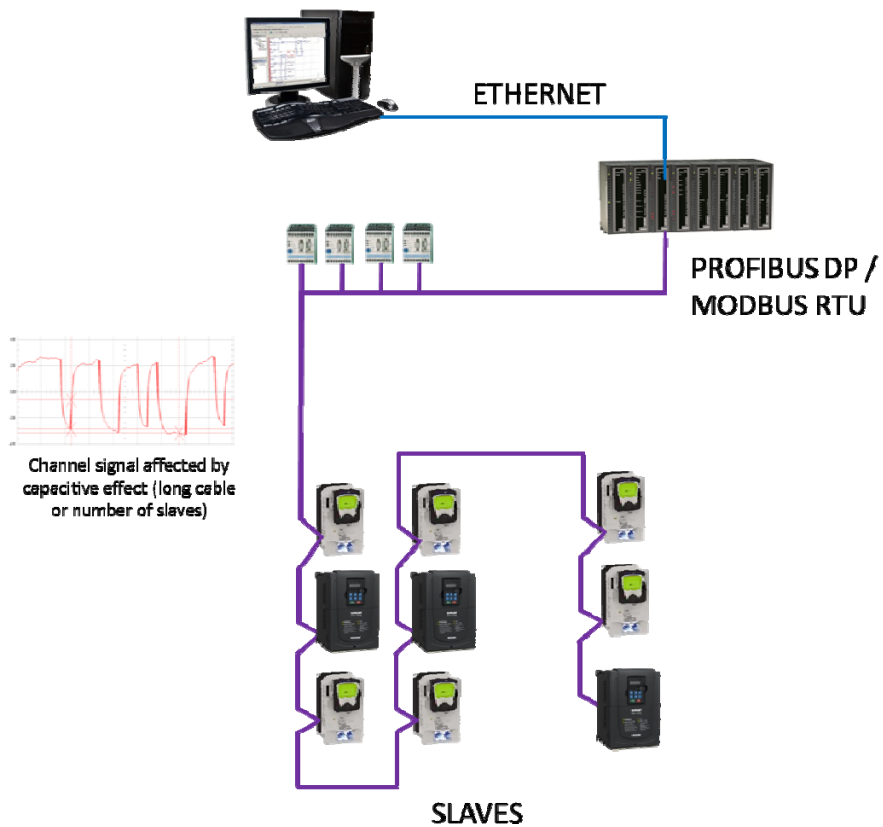 ETHERNET
PROFIBUS DP /
MODBUS RTU
Channel signal affected by
capacitive effect (long cable
or number of slaves)
SLAVES